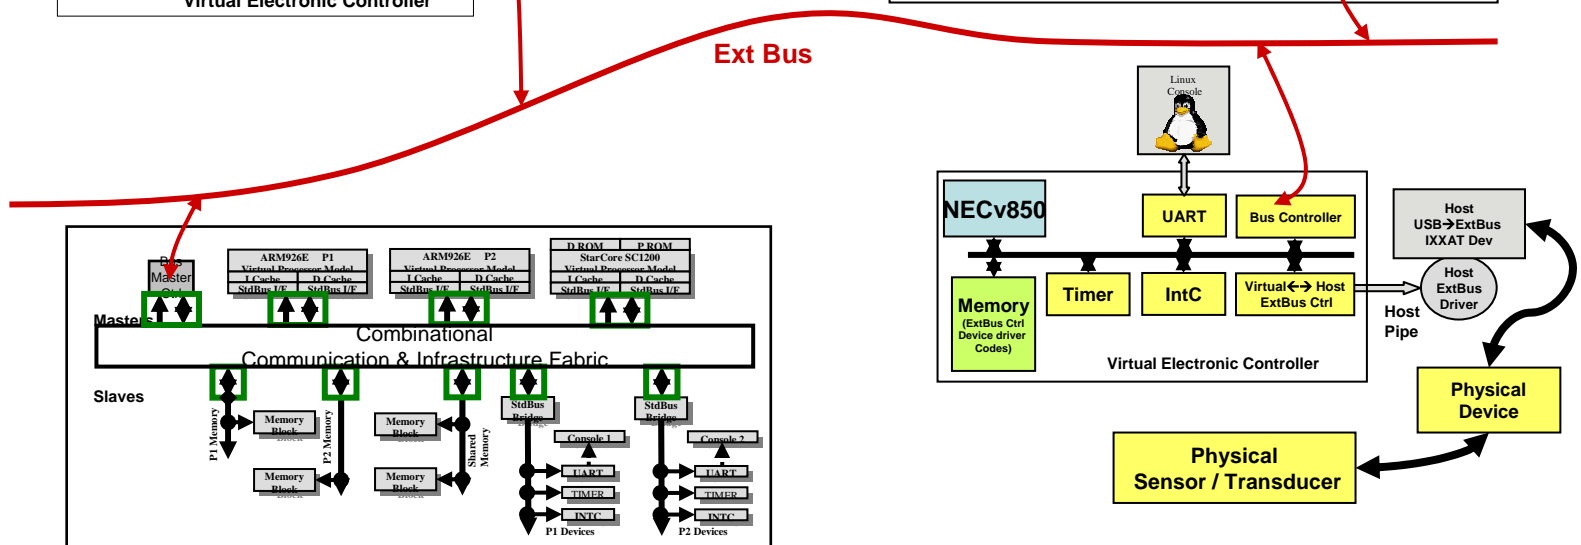 Virtual Electronic Controller
Ext Bus
Linux
Console
NECv850
UART
Bus Controller
Memory
(ExtBus Ctrl
Device driver
Codes)
Timer
IntC
Virtual←→ Host
ExtBus Ctrl
Virtual Electronic Controller
Host
Pipe
Host
USB→ExtBus
IXXAT Dev
Host
ExtBus
Driver
Physical
Device
Physical
Sensor / Transducer
Bus
Master
Ctrl
ARM926E P1
Virtual Processor Model
I Cache D Cache
StdBus I/F StdBus I/F
ARM926E P2
Virtual Processor Model
I Cache D Cache
StdBus I/F StdBus I/F
D ROM P ROM
StarCore SC1200
Virtual Processor Model
I Cache D Cache
StdBus I/F StdBus I/F
Masters
Combinational
Communication & Infrastructure Fabric
Slaves
P1 Memory
Memory
Block
Memory
Block
P2 Memory
Memory
Block
Memory
Block
Shared
Memory
StdBus
Bridge
Console 1
UART
TIMER
INTC
P1 Devices
StdBus
Bridge
Console 2
UART
TIMER
INTC
P2 Devices